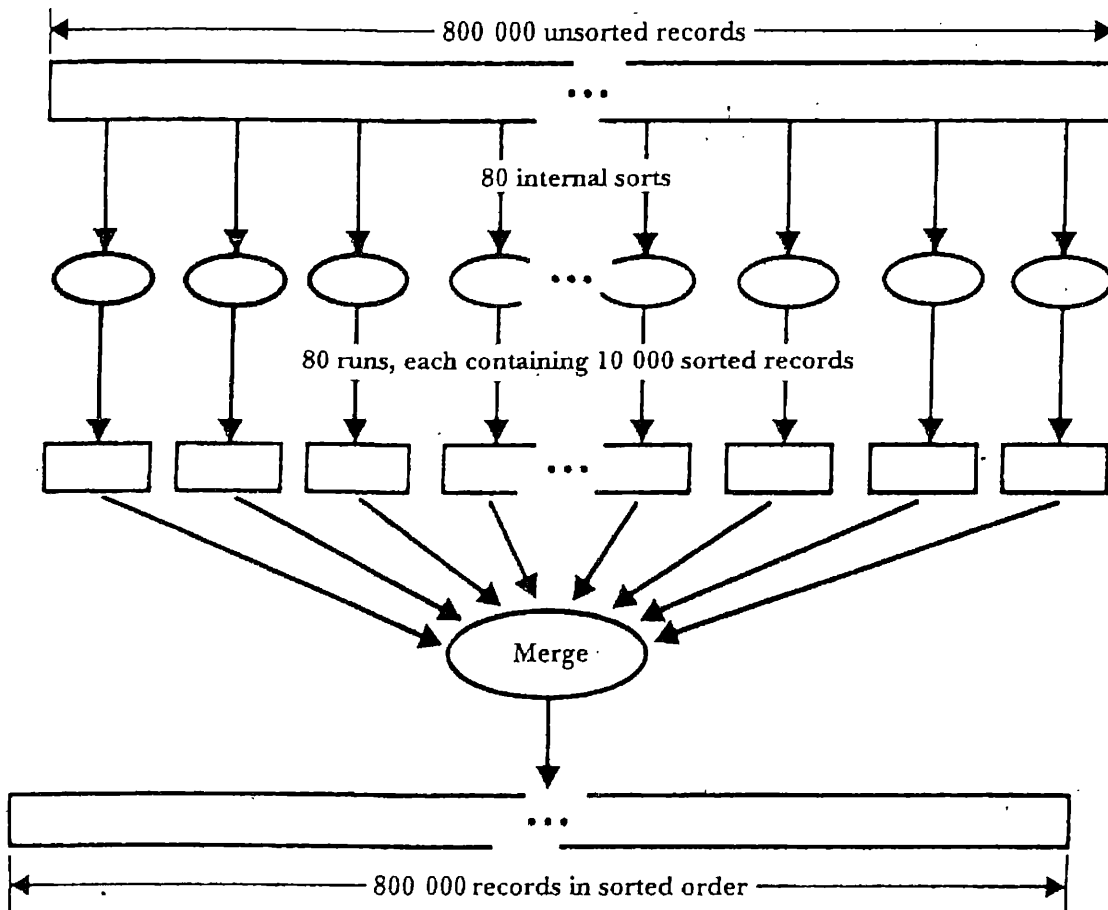 800 000 unsorted records
80 internal sorts
80 runs, each containing 10 000 sorted records
Merge
800 000 records in sorted order